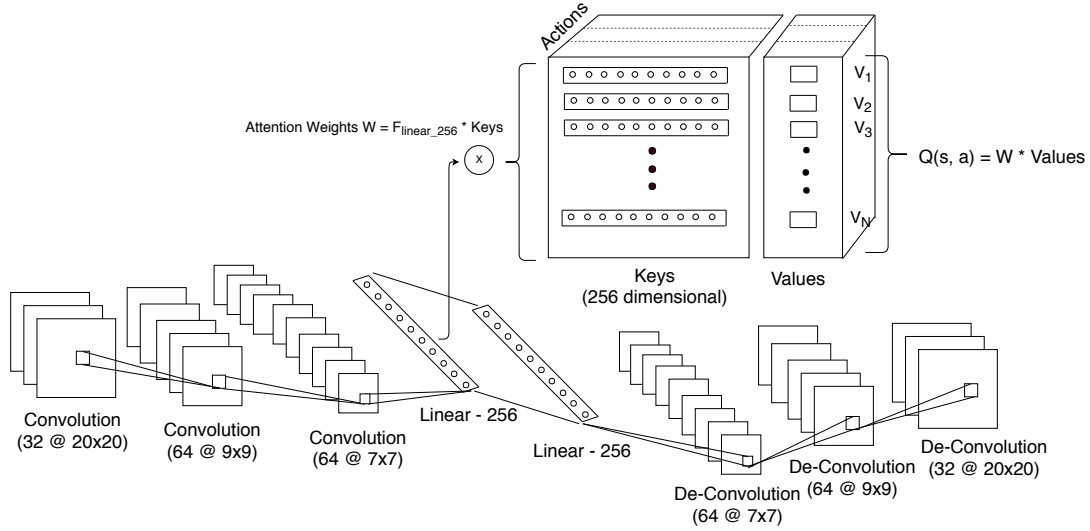 Actions
V1
V2
V3
VN
Attention Weights W = Flinear_256 * Keys
X
Q(s, a) = W * Values
Keys
(256 dimensional)
Values
Convolution
(32 @ 20x20)
Convolution
(64 @ 9x9)
Convolution
(64 @ 7x7)
Linear - 256
Linear - 256
De-Convolution
(64 @ 7x7)
De-Convolution
(64 @ 9x9)
De-Convolution
(32 @ 20x20)